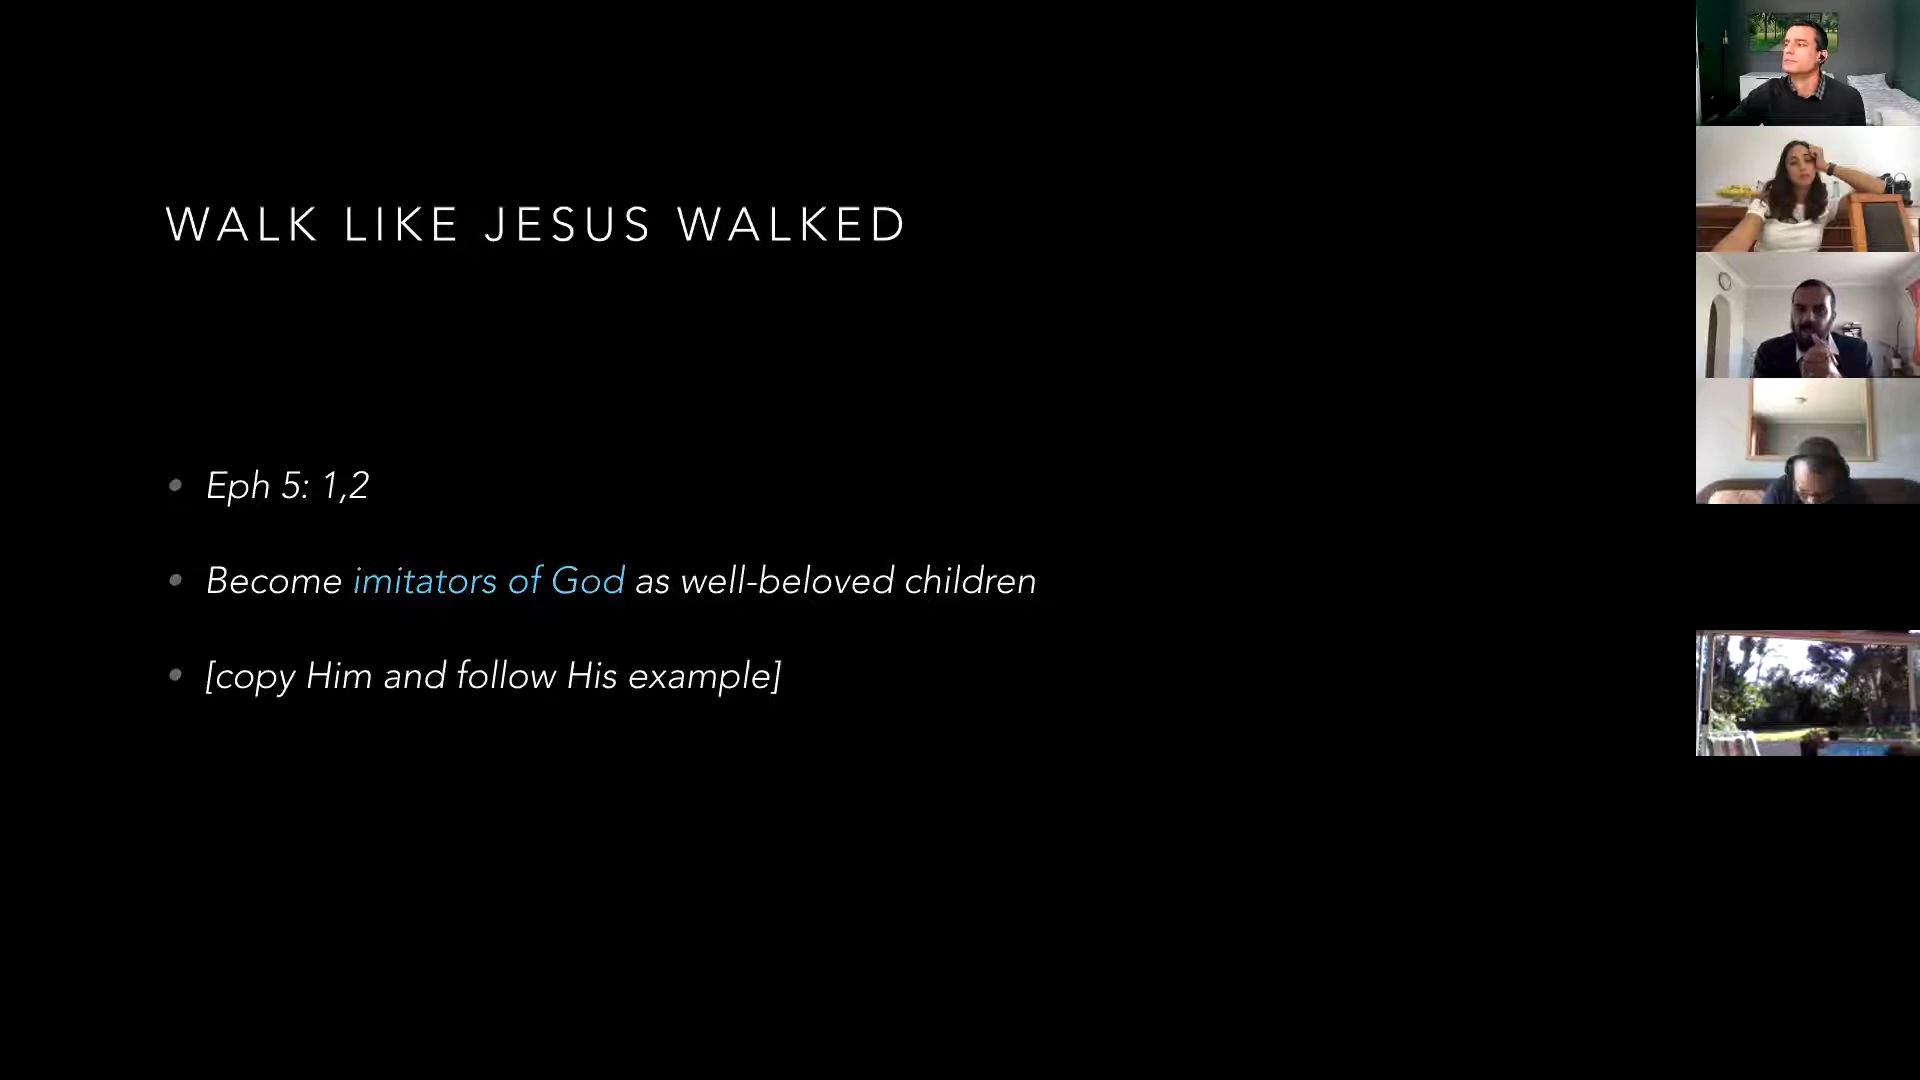 WALK LIKE JESUS WALKED
Eph 5: 1,2
Become imitators of God as well-beloved children
[copy Him and follow His example]